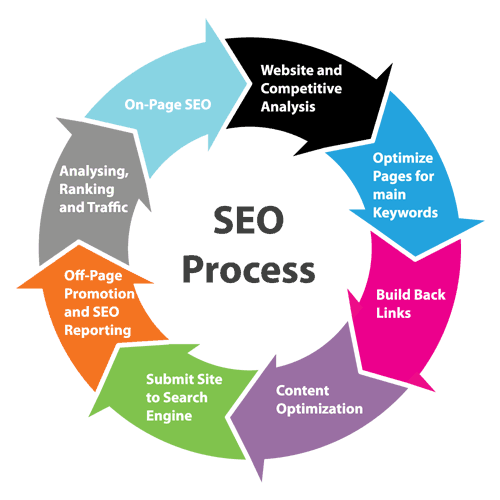 SEO
Process
Website and
Competitive
Analysis
Optimize
Pages for
main
Keywords
Build Back
Links
Content
Optimization
Submit Site
to Search
Engine
Off-Page
Promotion
and SEO
Reporting
Analysing,
Ranking
and Traffic
On-Page SEO